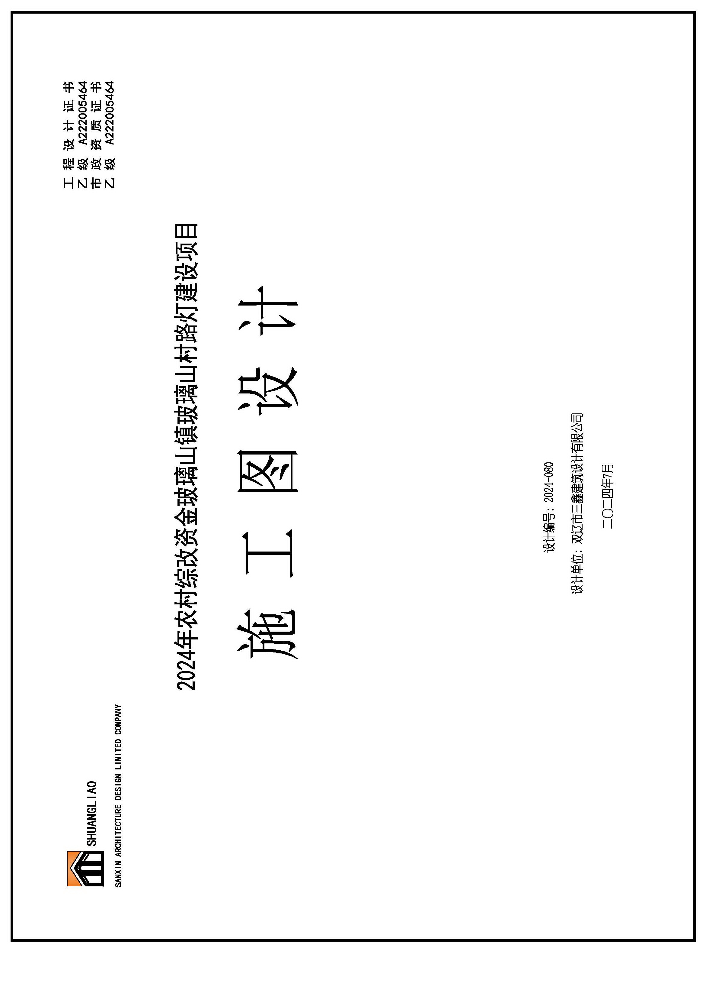 SHUANGLIAO
SANXIN ARCHITECTURE DESIGN LIMITED COMPANY
工程设计证书
乙级 A222005464
市政资质证书
乙级 A222005464
2024年农村综改资金玻璃山镇玻璃山村路灯建设项目
施工图设计
设计编号：2024-080
设计单位：双辽市三鑫建筑设计有限公司
二〇二四年7月